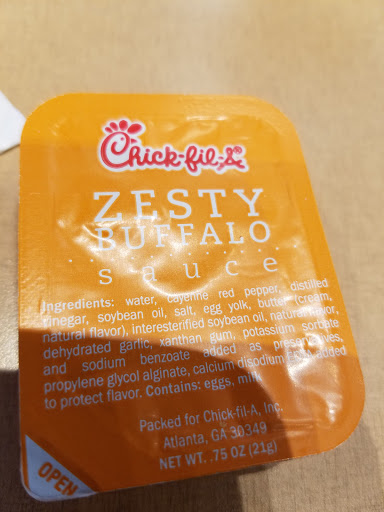 Chick-fil-A
ZESTY
BUFFALO
sauce
Ingredients: water, cayenne red pepper, distilled
vinegar, soybean oil, salt, egg yolk, butter (cream,
natural flavor), interesterified soybean oil, natural flavor,
dehydrated garlic, xanthan gum, potassium sorbate
and sodium benzoate added as preservatives,
propylene glycol alginate, calcium disodium EDTA added
to protect flavor. Contains: eggs, milk
Packed for Chick-fil-A, Inc.
Atlanta, GA 30349
NET WT. .75 OZ (21g)
OPEN